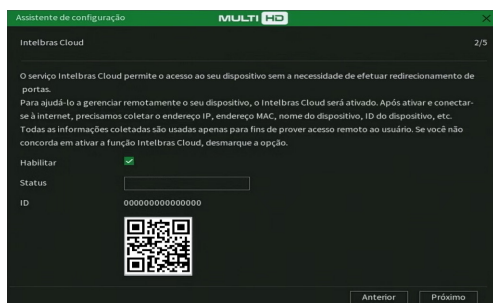 Assistente de configuração
MULTI HD
Intelbras Cloud
2/5
O serviço Intelbras Cloud permite o acesso ao seu dispositivo sem a necessidade de efetuar redirecionamento de
portas.
Para ajudá-lo a gerenciar remotamente o seu dispositivo, o Intelbras Cloud será ativado. Após ativar e conectar-
se à internet, precisamos coletar o endereço IP, endereço MAC, nome do dispositivo, ID do dispositivo, etc.
Todas as informações coletadas são usadas apenas para fins de prover acesso remoto ao usuário. Se você não
concorda em ativar a função Intelbras Cloud, desmarque a opção.
Habilitar
Status
ID 000000000000000
Anterior Próximo